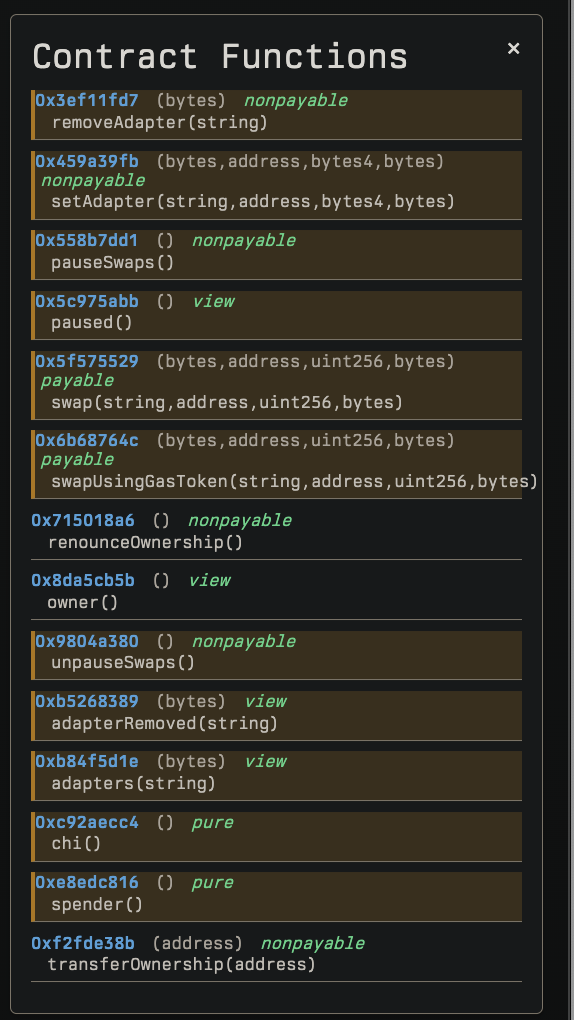 Contract Functions ×
0x3ef11fd7 (bytes) nonpayable
removeAdapter(string)
0x459a39fb (bytes,address,bytes4,bytes)
nonpayable
setAdapter(string,address,bytes4,bytes)
0x558b7dd1 () nonpayable
pauseSwaps()
0x5c975abb () view
paused()
0x5f575529 (bytes,address,uint256,bytes)
payable
swap(string,address,uint256,bytes)
0x6b68764c (bytes,address,uint256,bytes)
payable
swapUsingGasToken(string,address,uint256,bytes)
0x715018a6 () nonpayable
renounceOwnership()
0x8da5cb5b () view
owner()
0x9804a380 () nonpayable
unpauseSwaps()
0xb5268389 (bytes) view
adapterRemoved(string)
0xb84f5d1e (bytes) view
adapters(string)
0xc92aecc4 () pure
chi()
0xe8edc816 () pure
spender()
0xf2fde38b (address) nonpayable
transferOwnership(address)